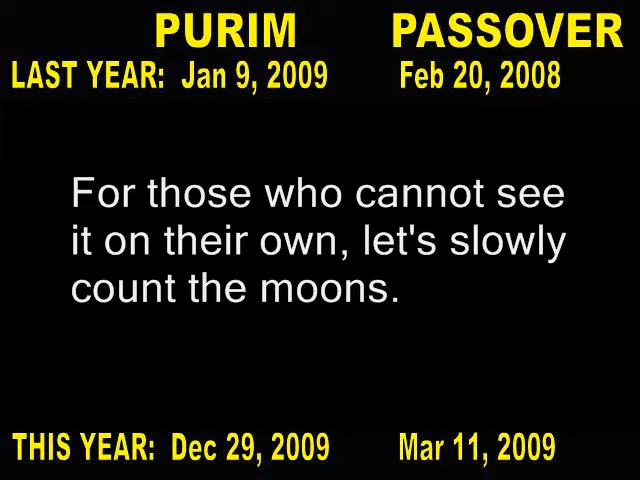 PURIM PASSOVER
LAST YEAR: Jan 9, 2009 Feb 20, 2008
For those who cannot see
it on their own, let's slowly
count the moons.
THIS YEAR: Dec 29, 2009 Mar 11, 2009